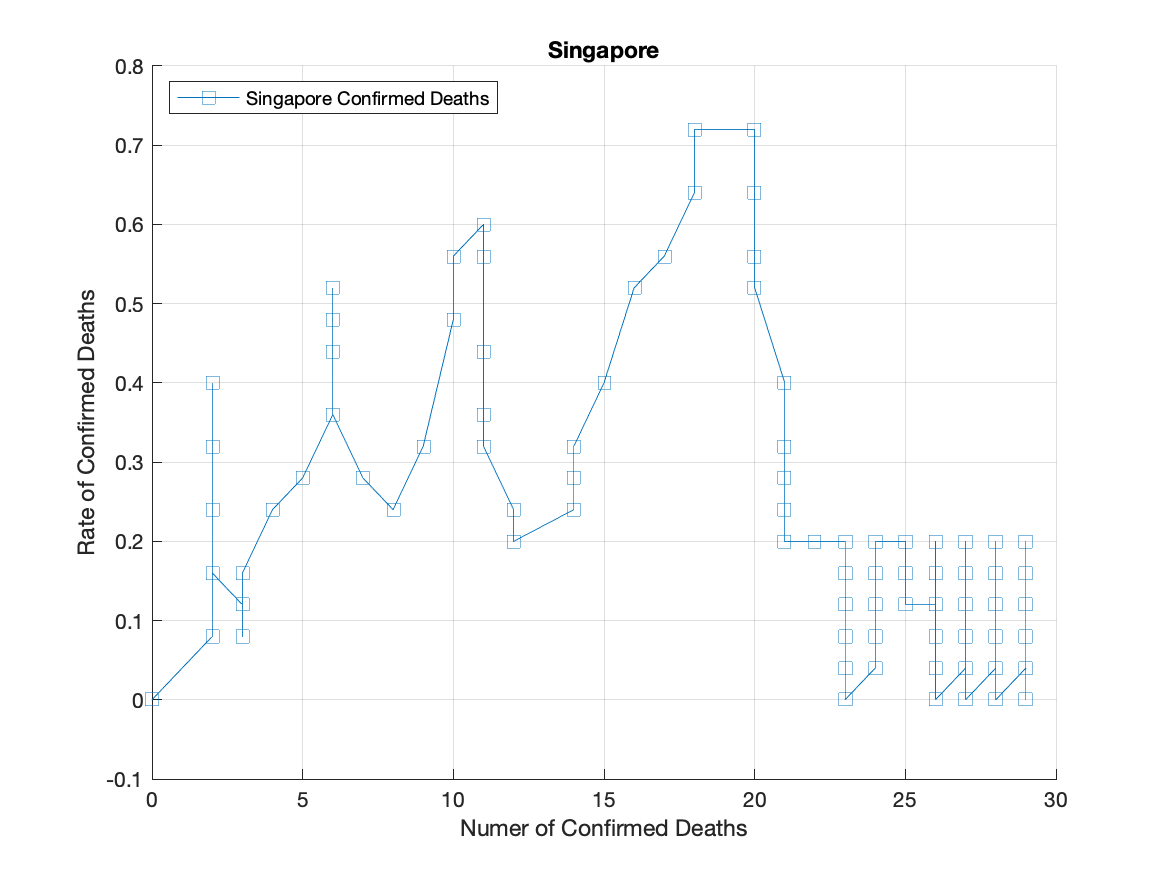 Singapore
Singapore Confirmed Deaths
0.8
0.7
0.6
0.5
0.4
0.3
0.2
0.1
0
-0.1
Rate of Confirmed Deaths
0 5 10 15 20 25 30
Numer of Confirmed Deaths